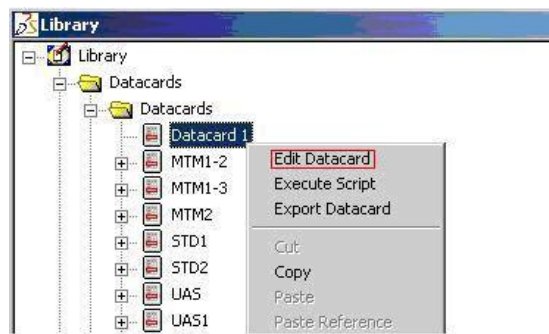 Library
Library
Datacards
Datacards
Datacard 1
MTM1-2
MTM1-3
MTM2
STD1
STD2
UAS
UAS1
Edit Datacard
Execute Script
Export Datacard
Cut
Copy
Paste
Paste Reference